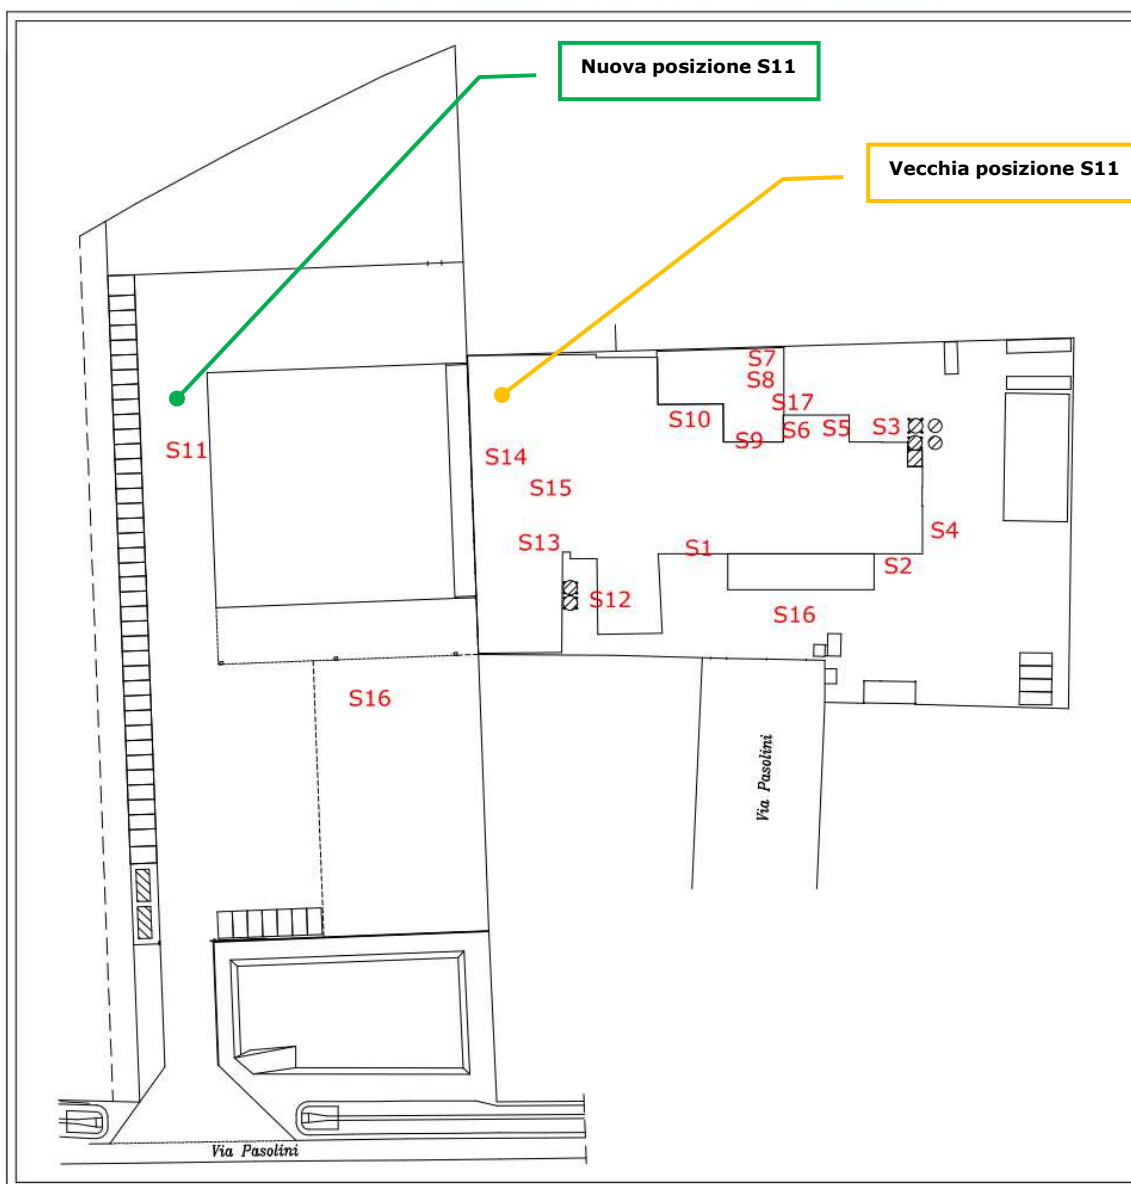 Nuova posizione S11
Vecchia posizione S11
S7
S8
S17
S10
S6
S5
S3
S9
S11
S14
S15
S4
S13
S1
S2
S12
S16
S16
Via Pasolini
Via Pasolini